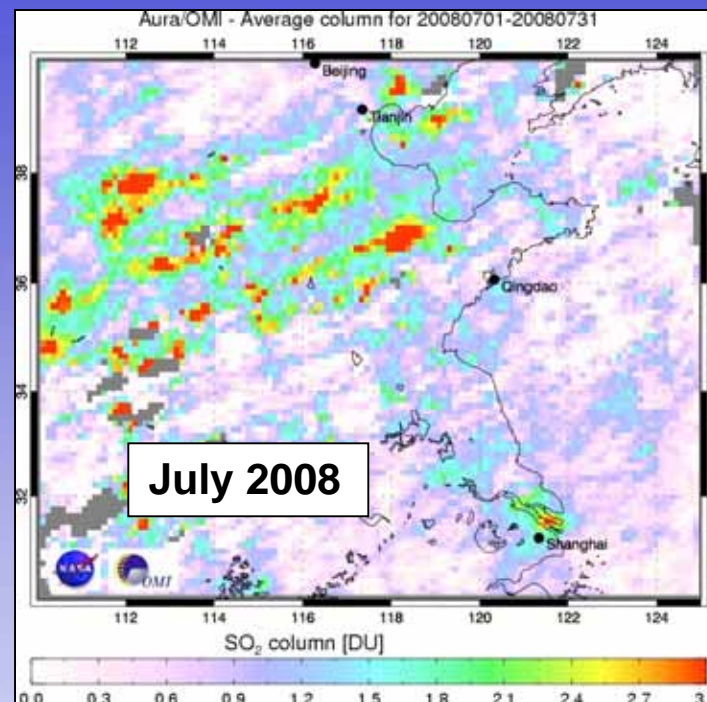 Aura/OMI - Average column for 20080701-20080731
112 114 116 118 120 122 124
Beijing
Tianjin
38
36
Qingdao
34
July 2008
32
Shanghai
NASA
OMI
112 114 116 118 120 122 124
SO₂ column [DU]
0.0 0.3 0.6 0.9 1.2 1.5 1.8 2.1 2.4 2.7 3